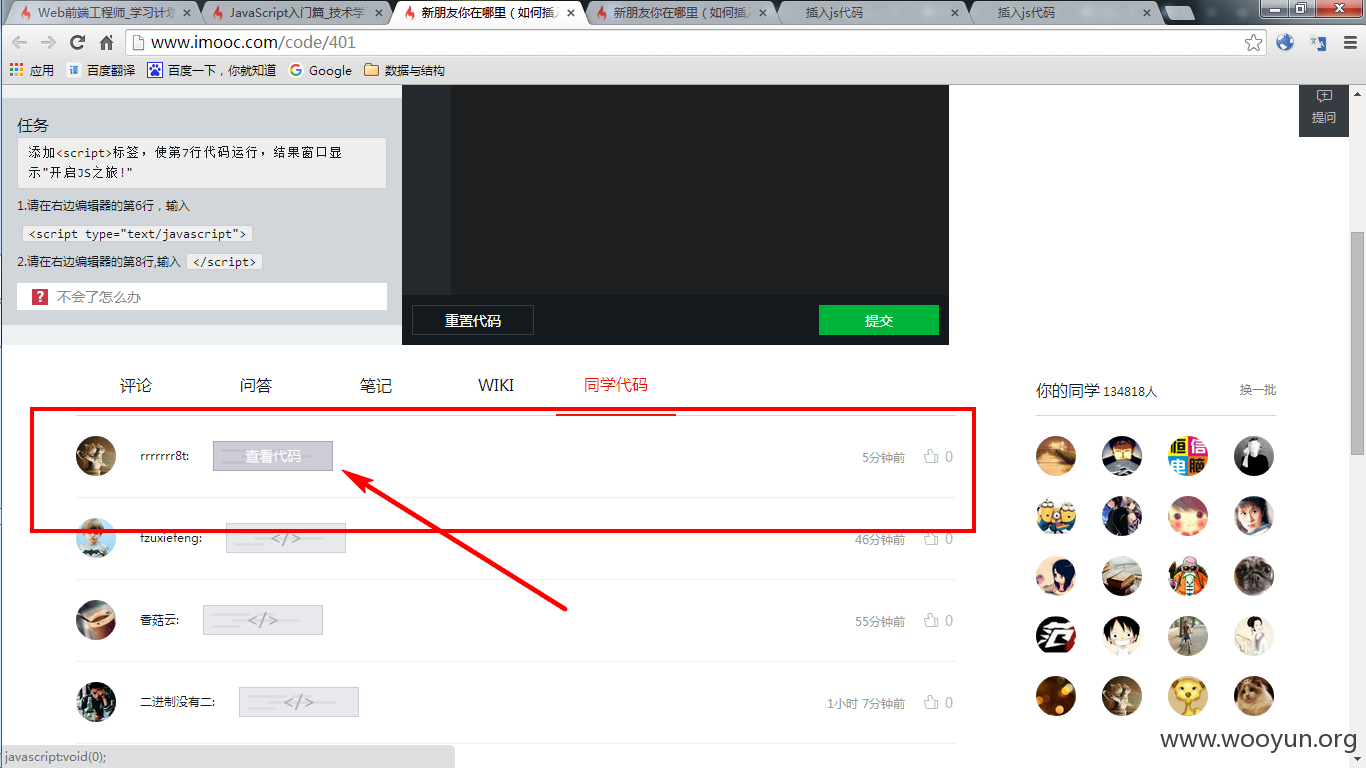 Web前端工程师_学习计划
JavaScript入门篇_技术学
新朋友你在哪里（如何插入
新朋友你在哪里（如何插入
插入js代码
插入js代码
www.imooc.com/code/401
应用
译
百度翻译
百度一下，你就知道
Google
数据与结构
任务
添加<script>标签，使第7行代码运行，结果窗口显
示"开启JS之旅!"
1.请在右边编辑器的第6行，输入
<script type="text/javascript">
2.请在右边编辑器的第8行,输入 </script>
? 不会了怎么办
重置代码
提交
提问
评论
问答
笔记
WIKI
同学代码
你的同学 134818人
换一批
rrrrrrr8t:
查看代码
5分钟前
0
fzuxiefeng:
</>
46分钟前
0
香菇云:
</>
55分钟前
0
二进制没有二:
</>
1小时 7分钟前
0
恒信
电脑
www.wooyun.org
javascript:void(0);